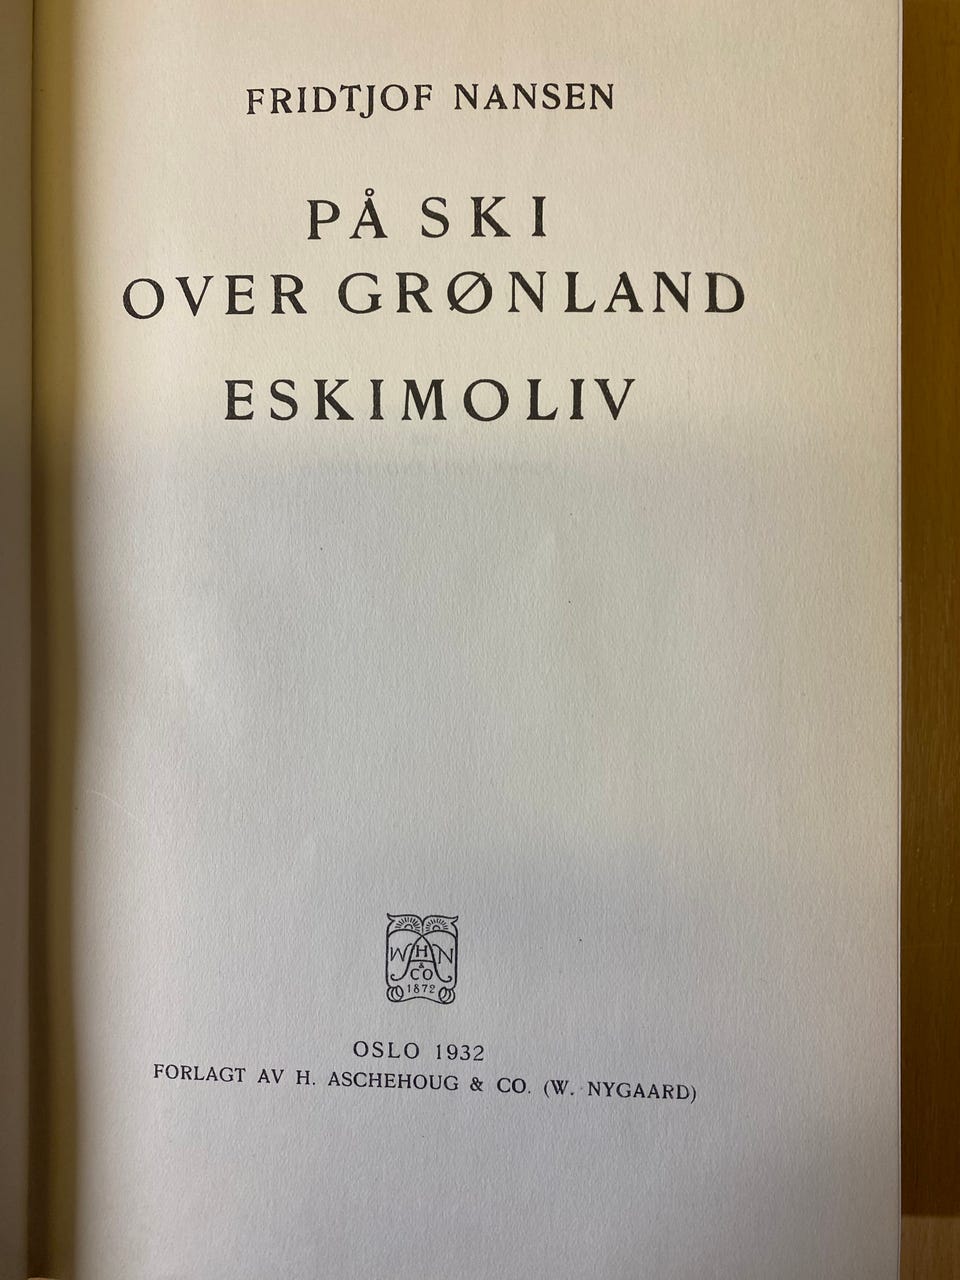 FRIDTJOF NANSEN
PÅ SKI
OVER GRØNLAND
ESKIMOLIV
W H N
& CO
1872
OSLO 1932
FORLAGT AV H. ASCHEHOUG & CO. (W. NYGAARD)